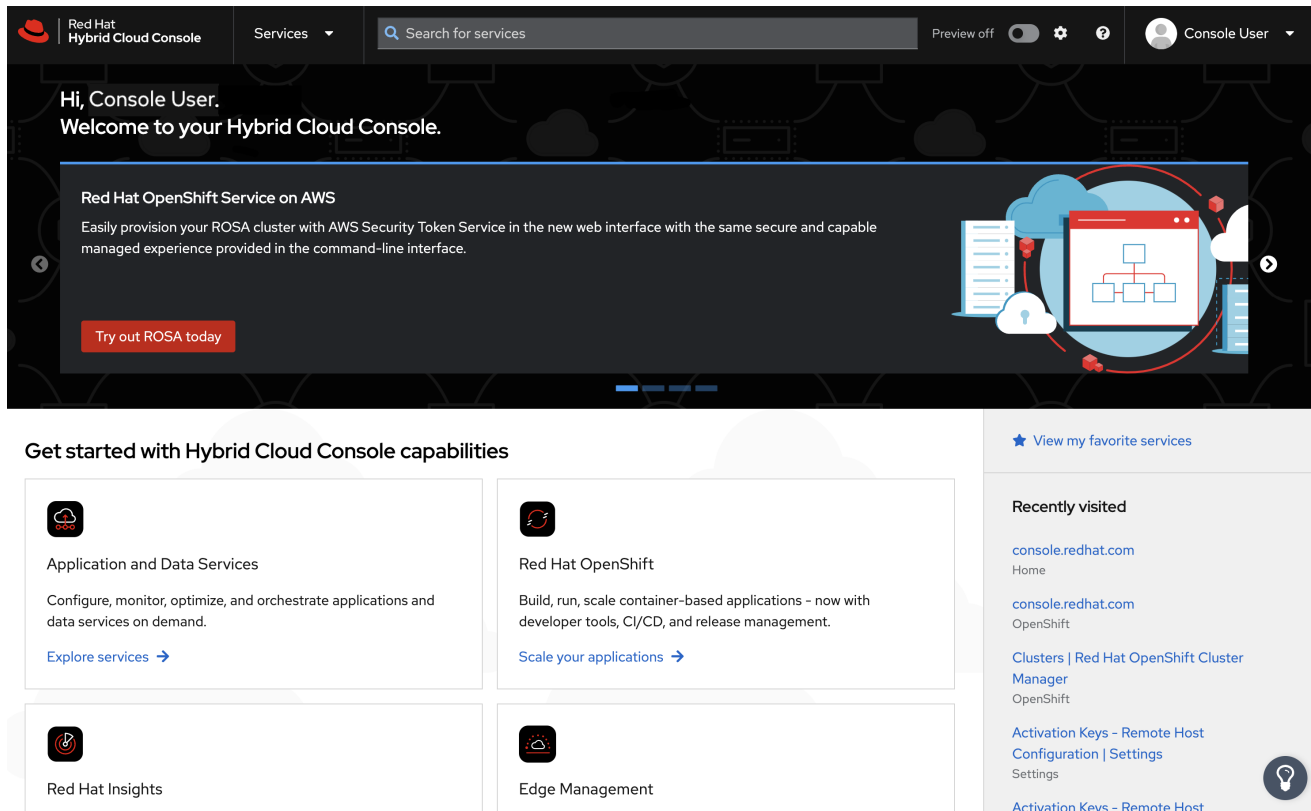 Red Hat
Hybrid Cloud Console
Services
Search for services
Preview off
Console User
Hi, Console User.
Welcome to your Hybrid Cloud Console.
Red Hat OpenShift Service on AWS
Easily provision your ROSA cluster with AWS Security Token Service in the new web interface with the same secure and capable
managed experience provided in the command-line interface.
Try out ROSA today
Get started with Hybrid Cloud Console capabilities
Application and Data Services
Configure, monitor, optimize, and orchestrate applications and
data services on demand.
Explore services
Red Hat OpenShift
Build, run, scale container-based applications - now with
developer tools, CI/CD, and release management.
Scale your applications
Red Hat Insights
Edge Management
View my favorite services
Recently visited
console.redhat.com
Home
console.redhat.com
OpenShift
Clusters | Red Hat OpenShift Cluster
Manager
OpenShift
Activation Keys - Remote Host
Configuration | Settings
Settings
Activation Keys - Remote Host